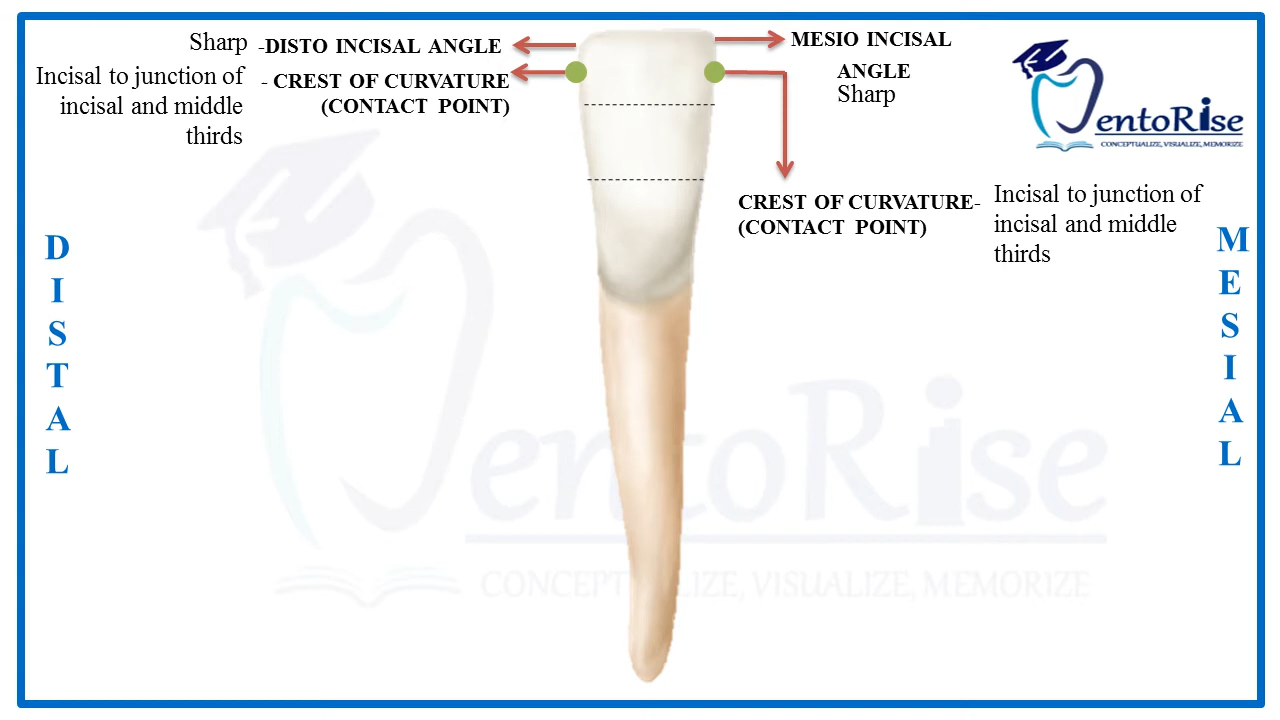 Sharp -DISTO INCISAL ANGLE
Incisal to junction of
incisal and middle
thirds
- CREST OF CURVATURE
(CONTACT POINT)
MESIO INCISAL
ANGLE
Sharp
CREST OF CURVATURE-
(CONTACT POINT)
Incisal to junction of
incisal and middle
thirds
DISTAL
MESIAL
entoRise
CONCEPTUALIZE, VISUALIZE, MEMORIZE
entoRise
CONCEPTUALIZE, VISUALIZE, MEMORIZE